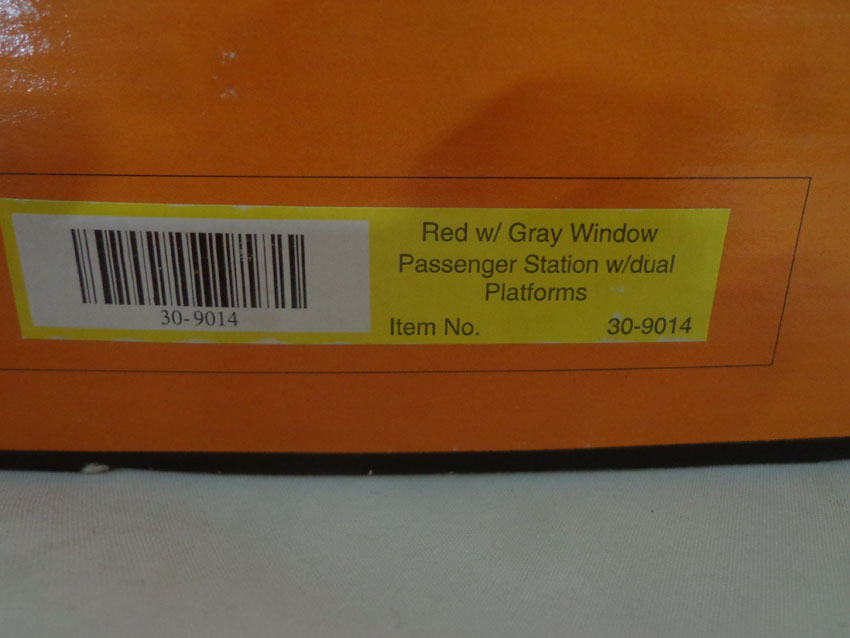 30-9014
Red w/ Gray Window
Passenger Station w/dual
Platforms
Item No. 30-9014